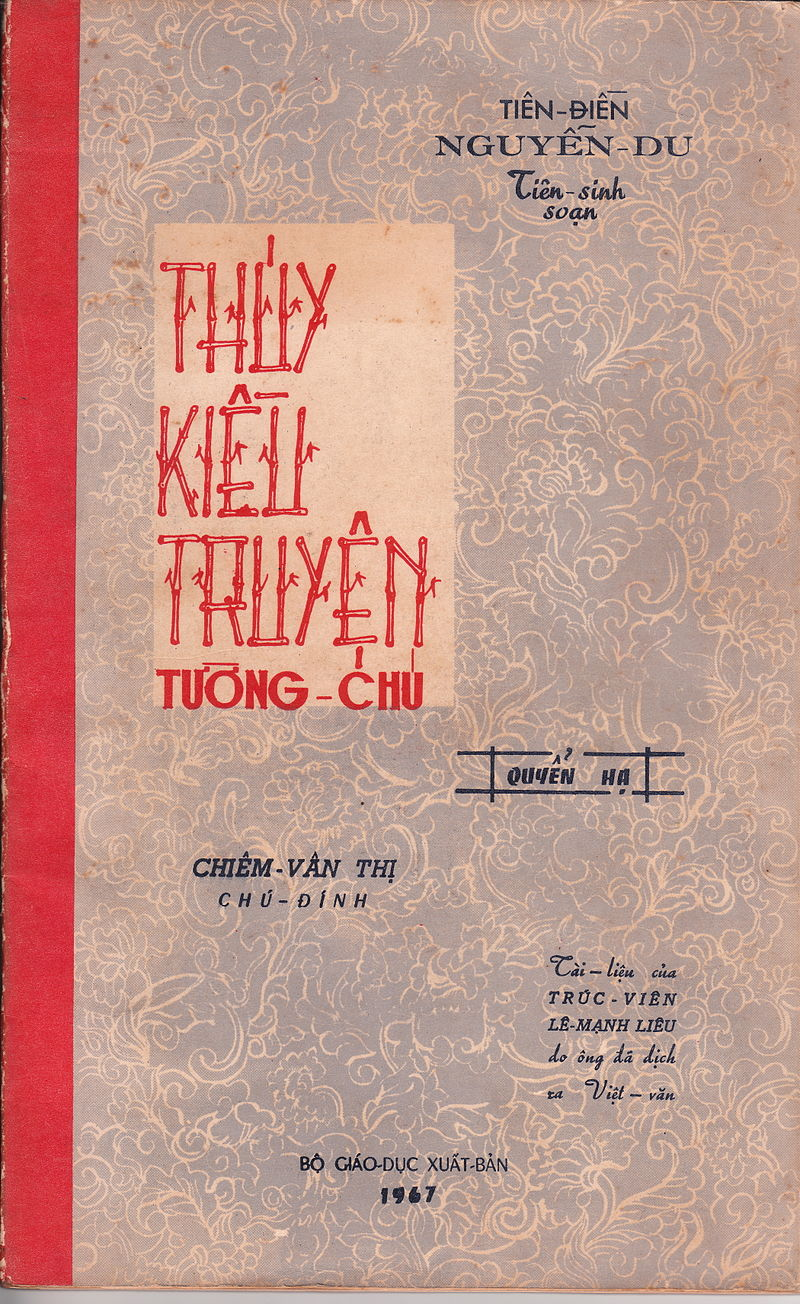 TIÊN-ĐIỀN
NGUYỄN-DU
Tiên-sinh
soạn
THÚY
KIỀU
TRUYỆN
TƯỜNG-CHÚ
QUYỂN HẠ
CHIÊM-VÂN THỊ
CHÚ-ĐÍNH
Tài-liệu của
TRÚC-VIÊN
LÊ-MẠNH LIÊU
do ông đã dịch
ra Việt-văn
BỘ GIÁO-DỤC XUẤT-BẢN
1967